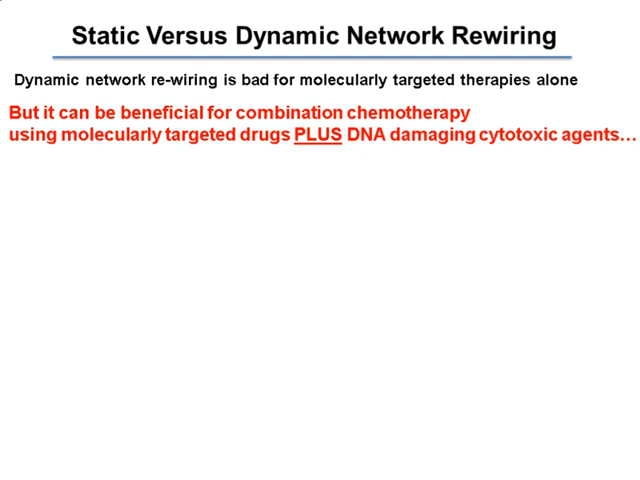 Static Versus Dynamic Network Rewiring
Dynamic network re-wiring is bad for molecularly targeted therapies alone
But it can be beneficial for combination chemotherapy
using molecularly targeted drugs PLUS DNA damaging cytotoxic agents…